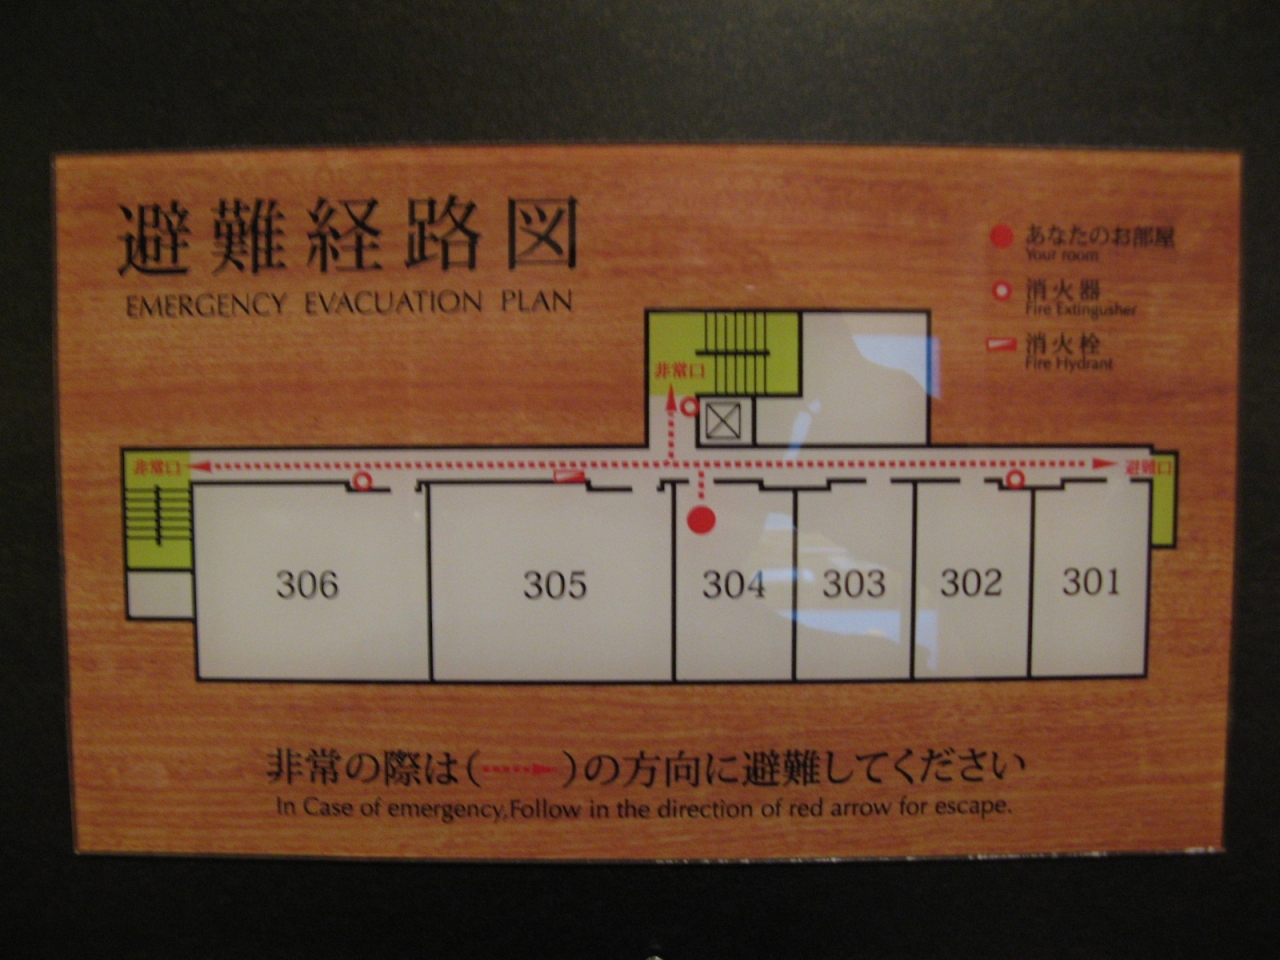 避難経路図
EMERGENCY EVACUATION PLAN
あなたのお部屋
Your room
消火器
Fire Extingusher
消火栓
Fire Hydrant
非常口
非常口
避難口
306
305
304
303
302
301
非常の際は( )の方向に避難してください
In Case of emergency,Follow in the direction of red arrow for escape.